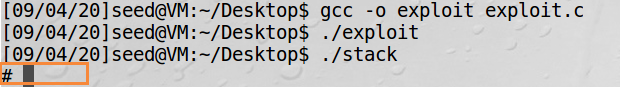 [09/04/20]seed@VM:~/Desktop$ gcc -o exploit exploit.c
[09/04/20]seed@VM:~/Desktop$ ./exploit
[09/04/20]seed@VM:~/Desktop$ ./stack
#